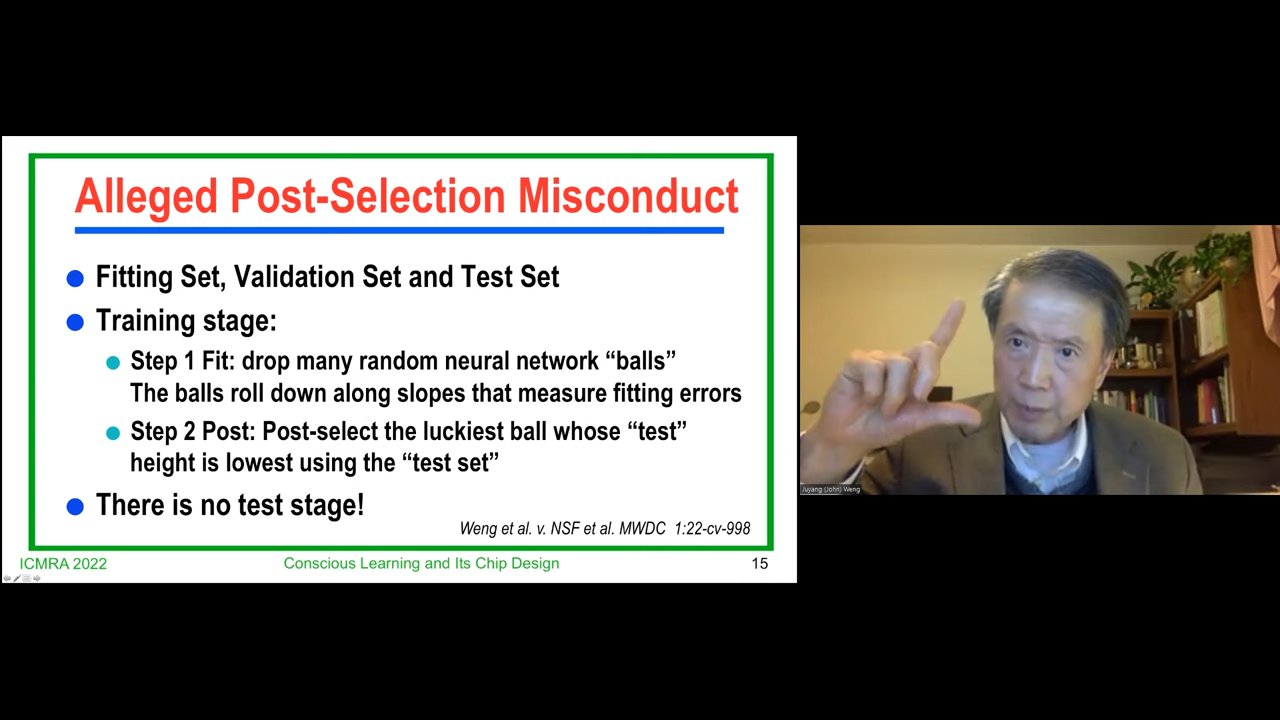 Alleged Post-Selection Misconduct
Fitting Set, Validation Set and Test Set
Training stage:
Step 1 Fit: drop many random neural network “balls”
The balls roll down along slopes that measure fitting errors
Step 2 Post: Post-select the luckiest ball whose “test”
height is lowest using the “test set”
There is no test stage!
Weng et al. v. NSF et al. MWDC 1:22-cv-998
ICMRA 2022
Conscious Learning and Its Chip Design
15
Juyang (John) Weng